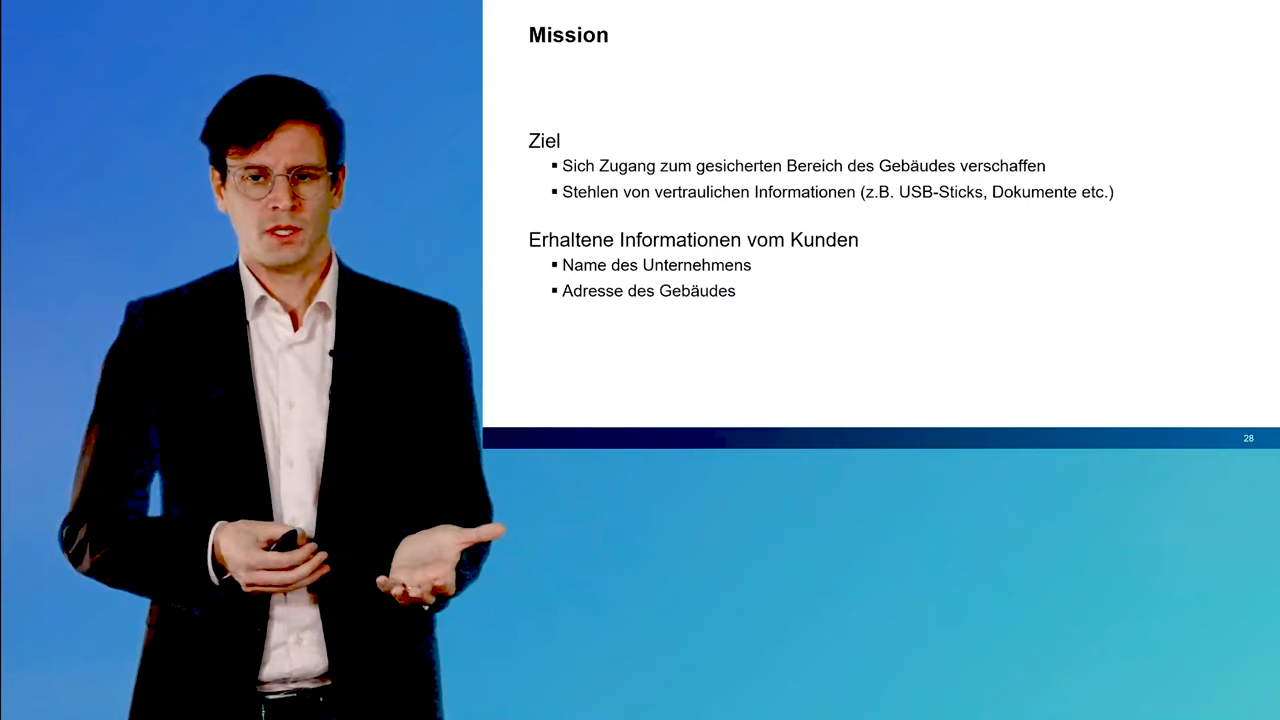 Mission
Ziel
▪ Sich Zugang zum gesicherten Bereich des Gebäudes verschaffen
▪ Stehlen von vertraulichen Informationen (z.B. USB-Sticks, Dokumente etc.)
Erhaltene Informationen vom Kunden
▪ Name des Unternehmens
▪ Adresse des Gebäudes
28